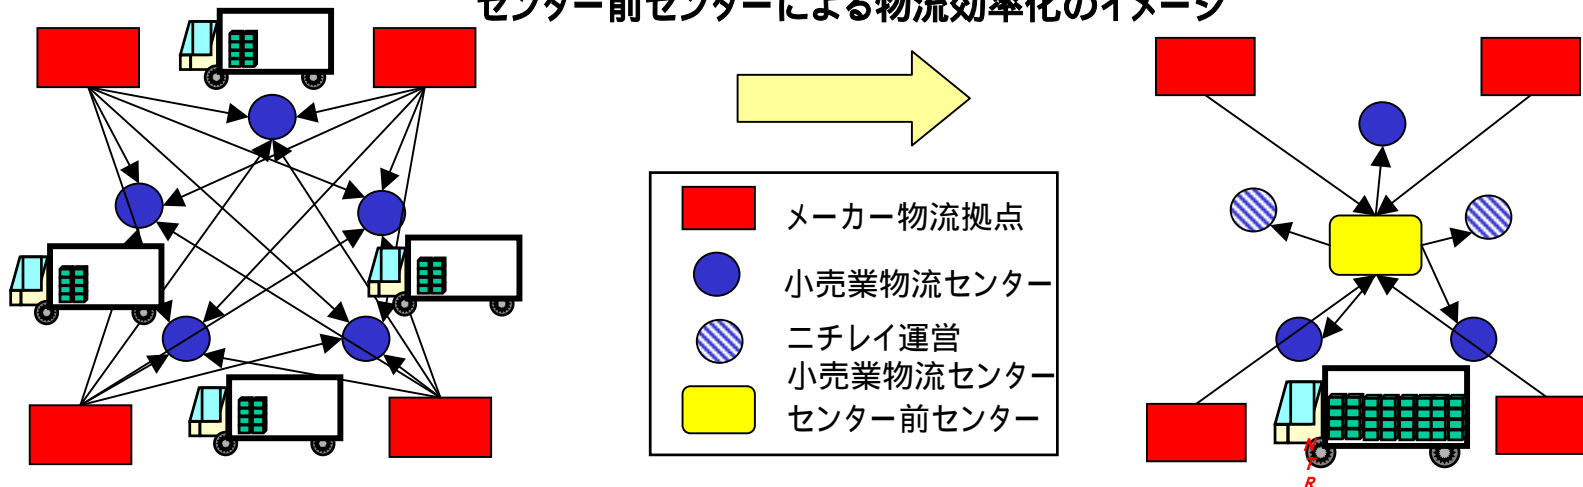 センター前センターによる物流効率化のイメージ
メーカー物流拠点
小売業物流センター
ニチレイ運営
小売業物流センター
センター前センター
N
T
R